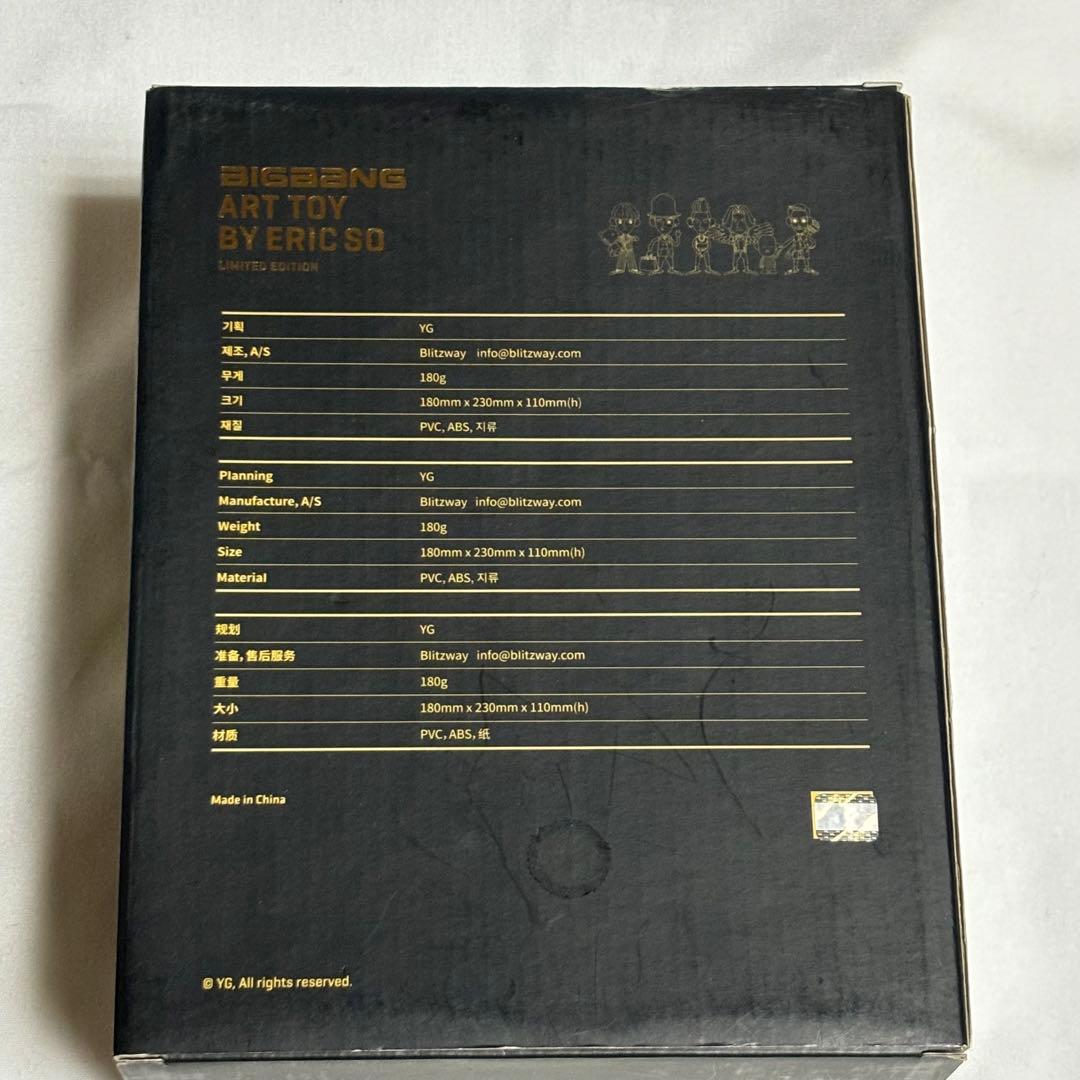 BIGBANG
ART TOY
BY ERIC SO
LIMITED EDITION
기획 YG
제조, A/S Blitzway info@blitzway.com
무게 180g
크기 180mm x 230mm x 110mm(h)
재질 PVC, ABS, 지류
Planning YG
Manufacture, A/S Blitzway info@blitzway.com
Weight 180g
Size 180mm x 230mm x 110mm(h)
Material PVC, ABS, 지류
规划 YG
准备, 售后服务 Blitzway info@blitzway.com
重量 180g
大小 180mm x 230mm x 110mm(h)
材质 PVC, ABS, 纸
Made in China
© YG, All rights reserved.